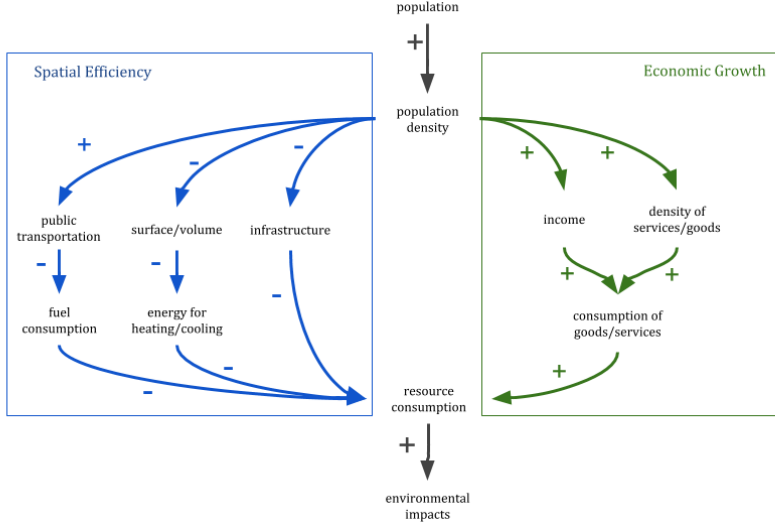 population
+
Spatial Efficiency
Economic Growth
population
density
+
-
-
+
+
public
transportation
surface/volume
infrastructure
income
density of
services/goods
-
-
-
+
+
fuel
consumption
energy for
heating/cooling
consumption of
goods/services
-
-
+
resource
consumption
+
environmental
impacts